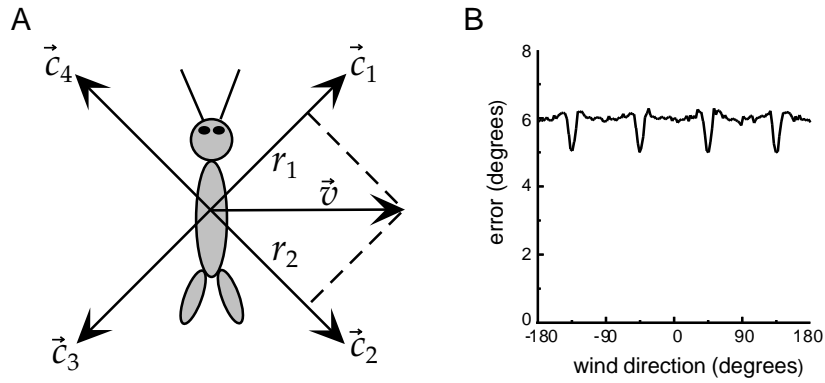 A
c⃗4
c⃗1
r1
v⃗
r2
c⃗3
c⃗2
B
8
6
4
2
0
error (degrees)
-180 -90 0 90 180
wind direction (degrees)